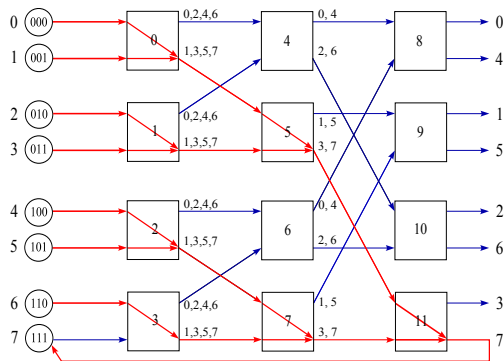 0 000 0 0,2,4,6 4 0, 4 8 0
1 001 1,3,5,7 2, 6 4
2 010 1 0,2,4,6 5 1, 5 9 1
3 011 1,3,5,7 3, 7 5
4 100 2 0,2,4,6 6 0, 4 10 2
5 101 1,3,5,7 2, 6 6
6 110 3 0,2,4,6 7 1, 5 11 3
7 111 1,3,5,7 3, 7 7